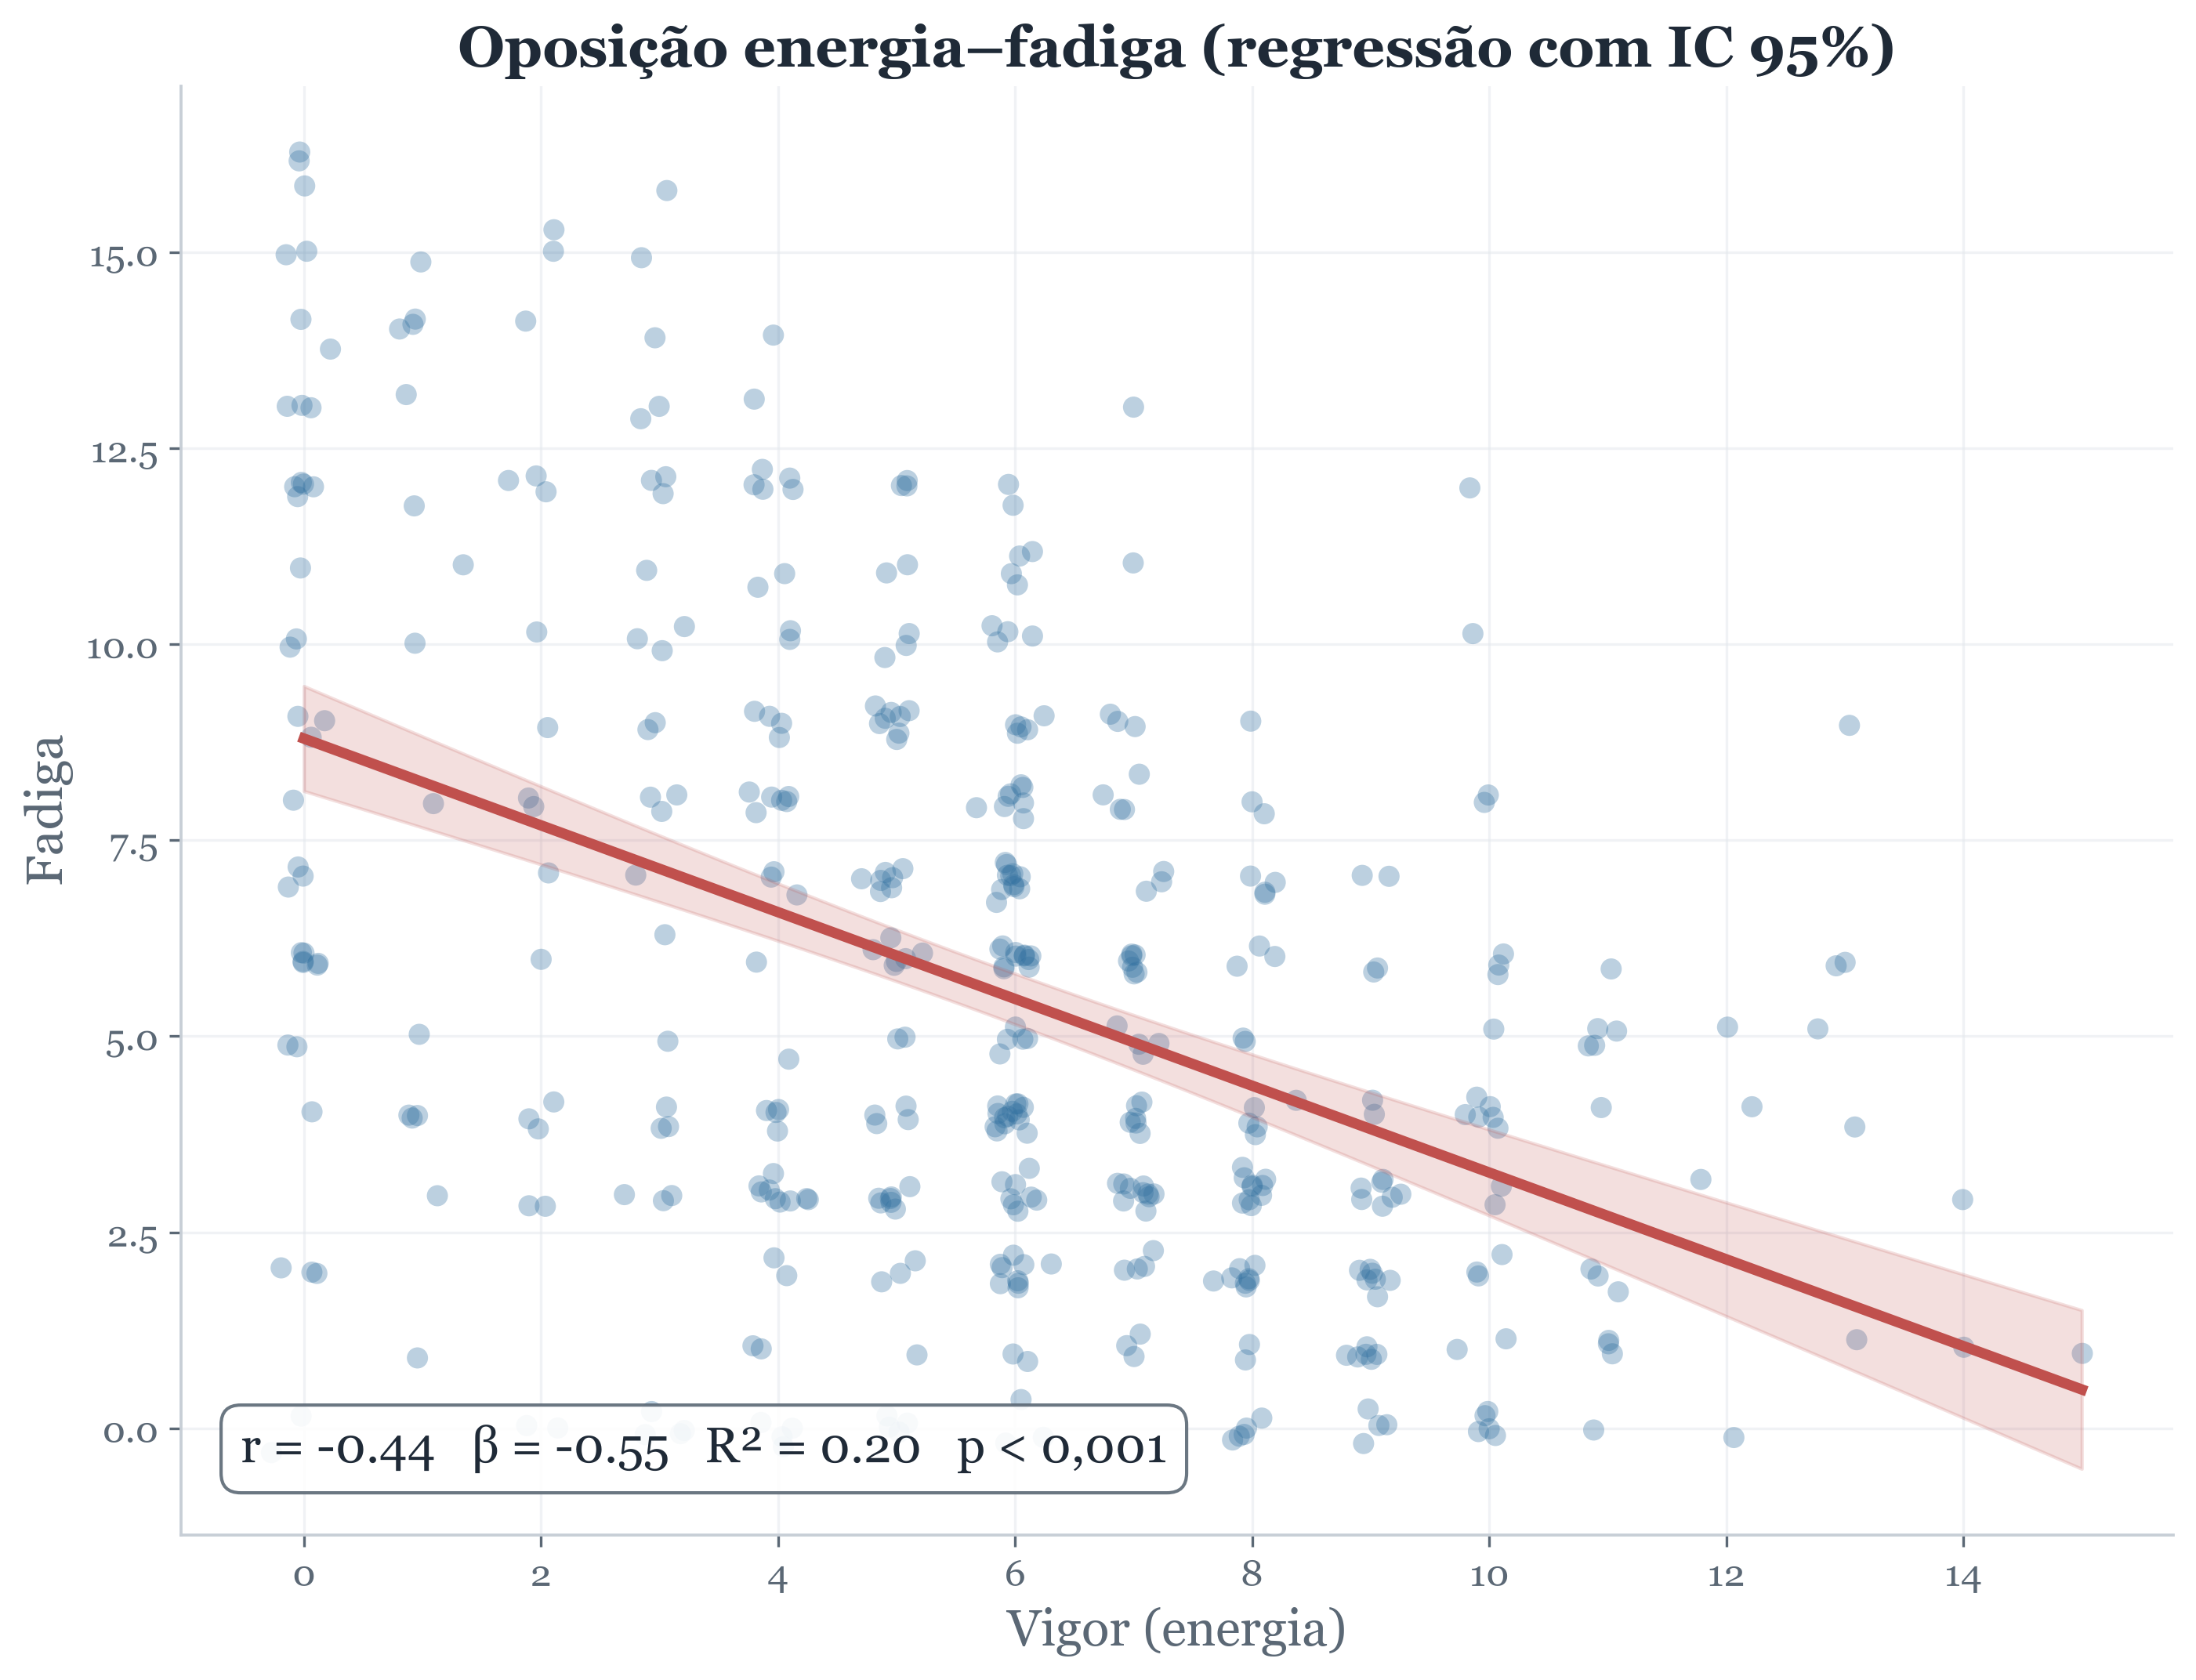 Oposição energia—fadiga (regressão com IC 95%)
Fadiga
15.0
12.5
10.0
7.5
5.0
2.5
0.0
r = -0.44 β = -0.55 R² = 0.20 p < 0,001
0 2 4 6 8 10 12 14
Vigor (energia)